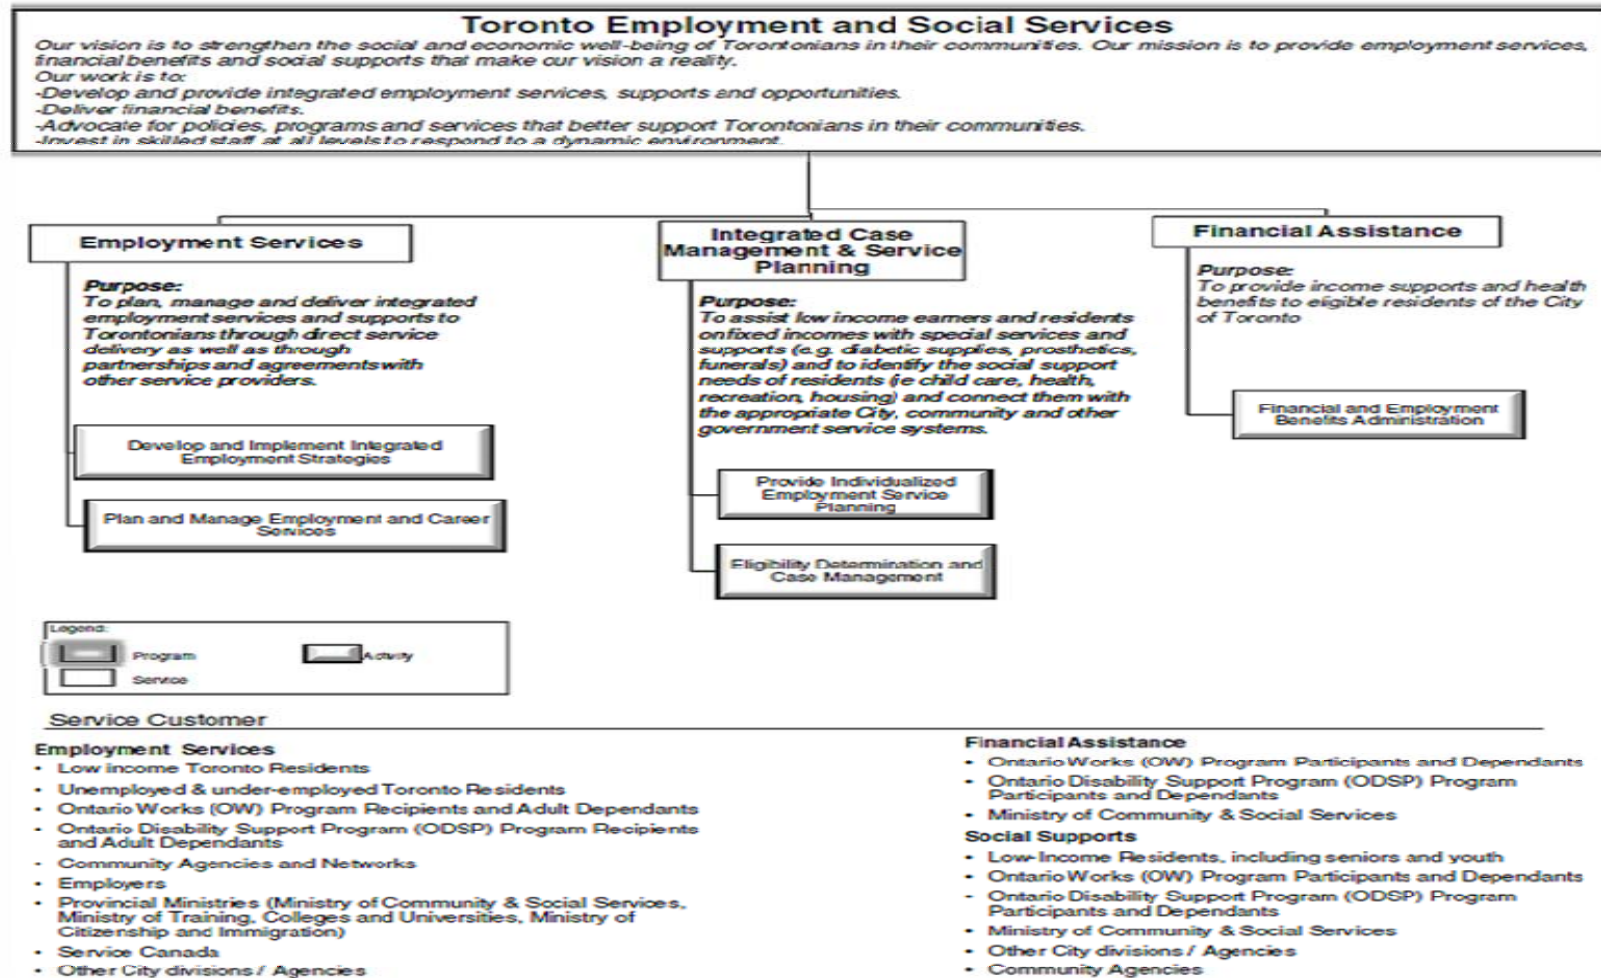 Toronto Employment and Social Services
Our vision is to strengthen the social and economic well-being of Torontonians in their communities. Our mission is to provide employment services,
financial benefits and social supports that make our vision a reality.
Our work is to:
-Develop and provide integrated employment services, supports and opportunities.
-Deliver financial benefits.
-Advocate for policies, programs and services that better support Torontonians in their communities.
-Invest in skilled staff at all levels to respond to a dynamic environment.
Employment Services
Purpose:
To plan, manage and deliver integrated
employment services and supports to
Torontonians through direct service
delivery as well as through
partnerships and agreements with
other service providers.
Develop and Implement Integrated
Employment Strategies
Plan and Manage Employment and Career
Services
Integrated Case
Management & Service
Planning
Purpose:
To assist low income earners and residents
on fixed incomes with special services and
supports (e.g. diabetic supplies, prosthetics,
funerals) and to identify the social support
needs of residents (ie child care, health,
recreation, housing) and connect them with
the appropriate City, community and other
government service systems.
Provide Individualized
Employment Service
Planning
Eligibility Determination and
Case Management
Financial Assistance
Purpose:
To provide income supports and health
benefits to eligible residents of the City
of Toronto
Financial and Employment
Benefits Administration
Legend:
Program
Activity
Service
Service Customer
Employment Services
• Low income Toronto Residents
• Unemployed & under-employed Toronto Residents
• Ontario Works (OW) Program Recipients and Adult Dependants
• Ontario Disability Support Program (ODSP) Program Recipients
and Adult Dependants
• Community Agencies and Networks
• Employers
• Provincial Ministries (Ministry of Community & Social Services,
Ministry of Training, Colleges and Universities, Ministry of
Citizenship and Immigration)
• Service Canada
• Other City divisions / Agencies
Financial Assistance
• Ontario Works (OW) Program Participants and Dependants
• Ontario Disability Support Program (ODSP) Program
Participants and Dependants
• Ministry of Community & Social Services
Social Supports
• Low-Income Residents, including seniors and youth
• Ontario Works (OW) Program Participants and Dependants
• Ontario Disability Support Program (ODSP) Program
Participants and Dependants
• Ministry of Community & Social Services
• Other City divisions / Agencies
• Community Agencies